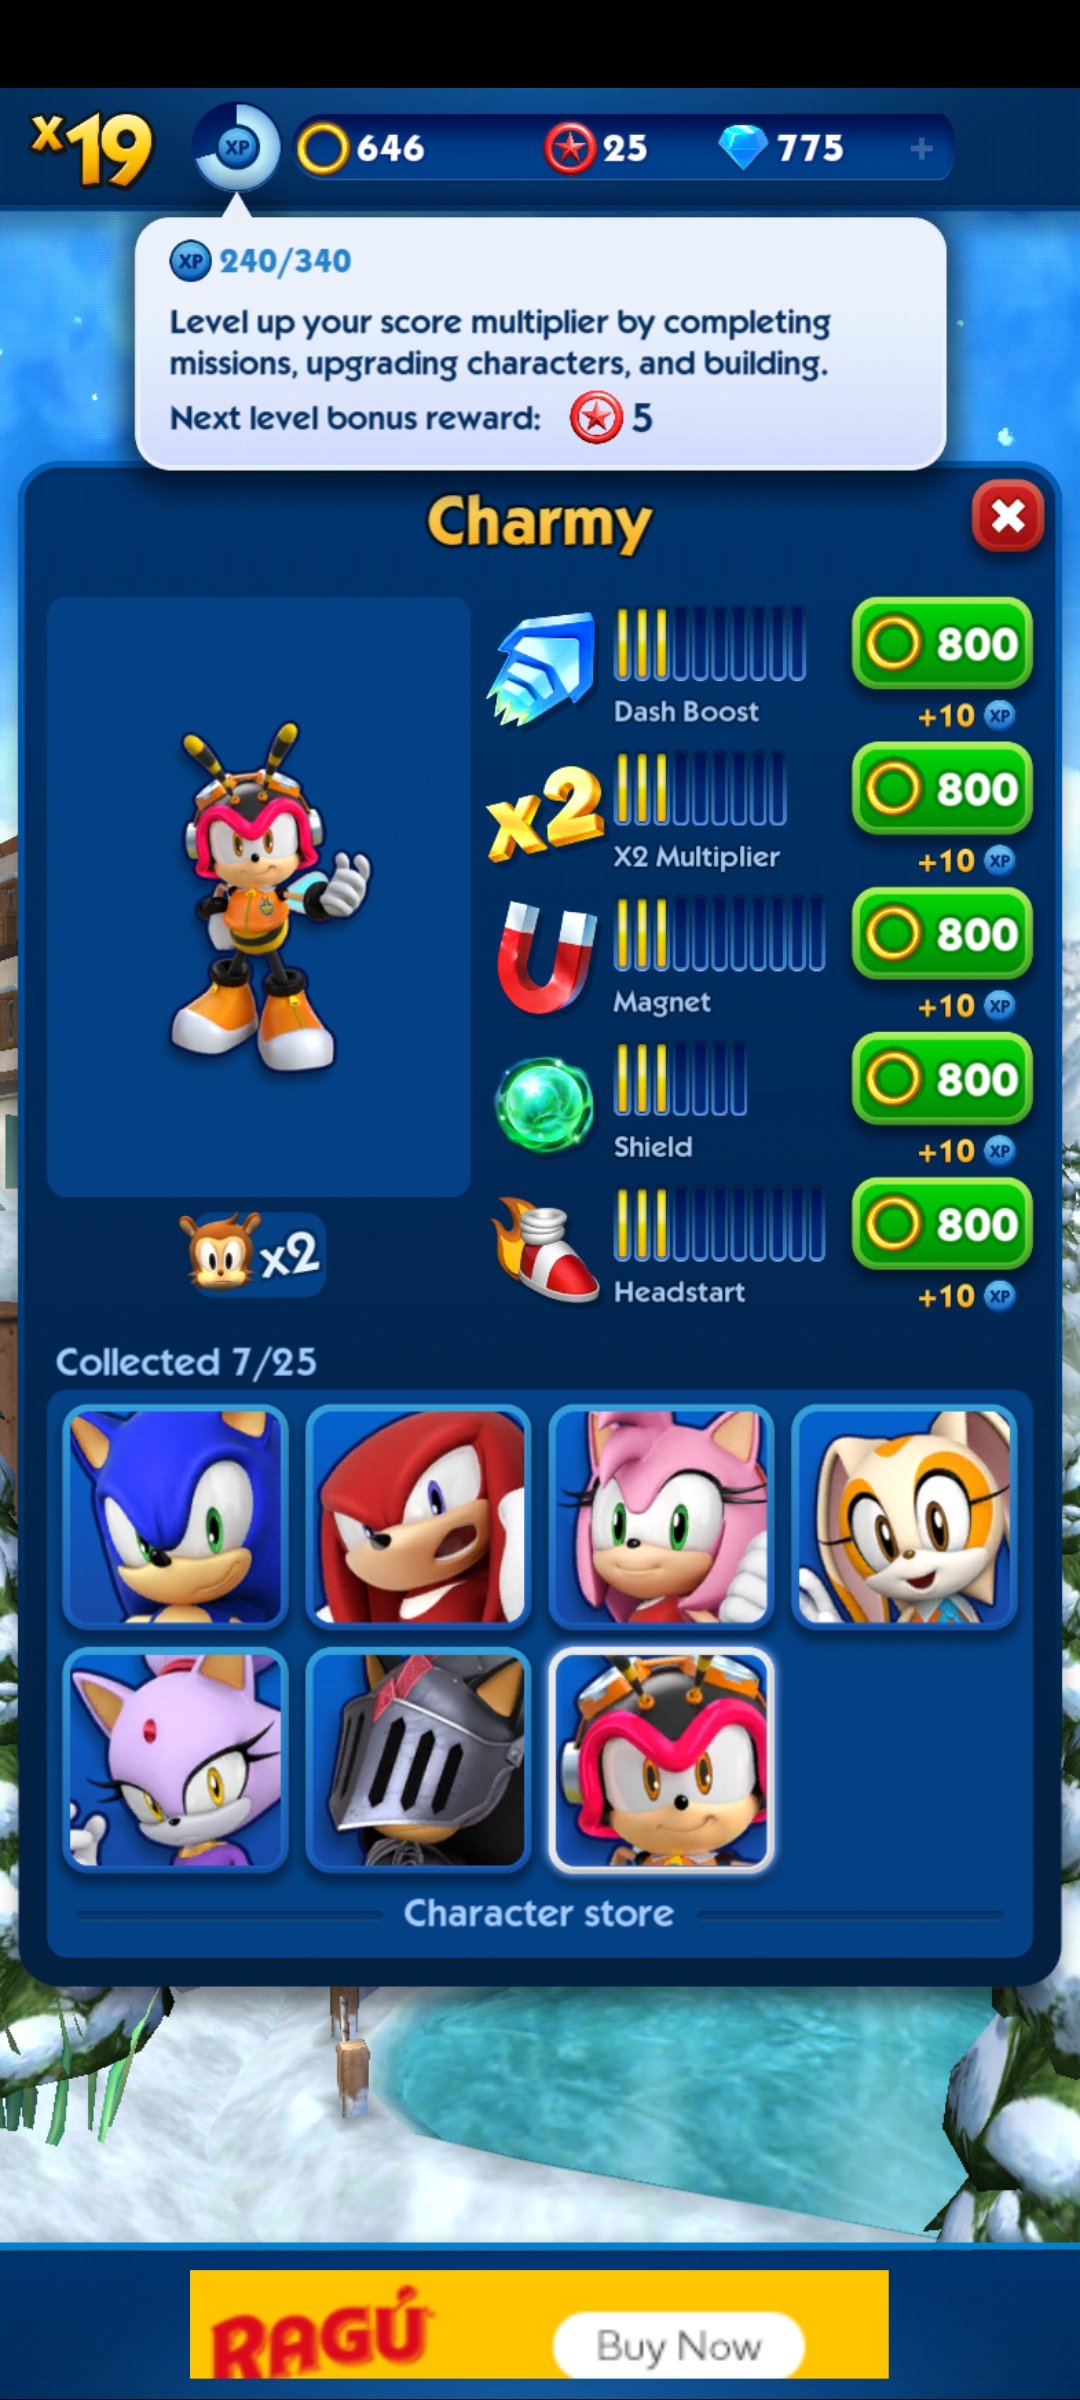 x19
XP
646
25
775
+
XP 240/340
Level up your score multiplier by completing
missions, upgrading characters, and building.
Next level bonus reward: 5
Charmy
800
Dash Boost
+10 XP
x2
800
X2 Multiplier
+10 XP
800
Magnet
+10 XP
800
Shield
+10 XP
x2
800
Headstart
+10 XP
Collected 7/25
Character store
RAGÚ
Buy Now